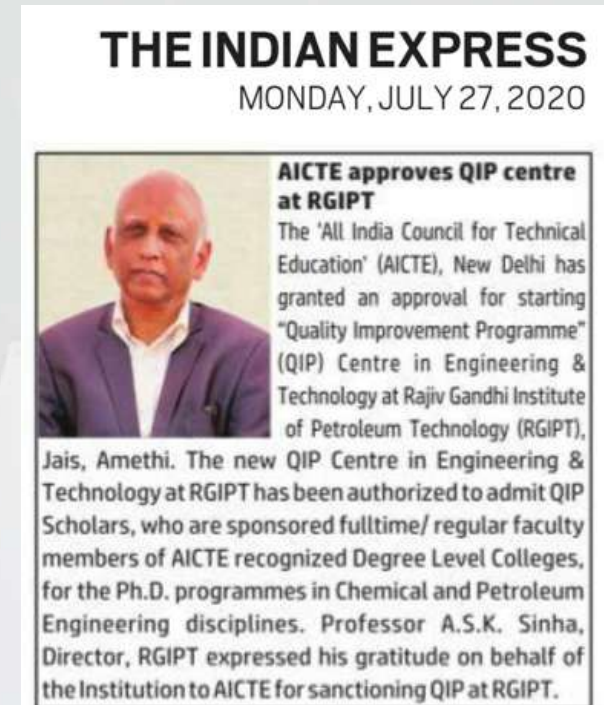 THE INDIAN EXPRESS
MONDAY, JULY 27, 2020
AICTE approves QIP centre
at RGIPT
The 'All India Council for Technical
Education' (AICTE), New Delhi has
granted an approval for starting
"Quality Improvement Programme"
(QIP) Centre in Engineering &
Technology at Rajiv Gandhi Institute
of Petroleum Technology (RGIPT),
Jais, Amethi. The new QIP Centre in Engineering &
Technology at RGIPT has been authorized to admit QIP
Scholars, who are sponsored fulltime/ regular faculty
members of AICTE recognized Degree Level Colleges,
for the Ph.D. programmes in Chemical and Petroleum
Engineering disciplines. Professor A.S.K. Sinha,
Director, RGIPT expressed his gratitude on behalf of
the Institution to AICTE for sanctioning QIP at RGIPT.